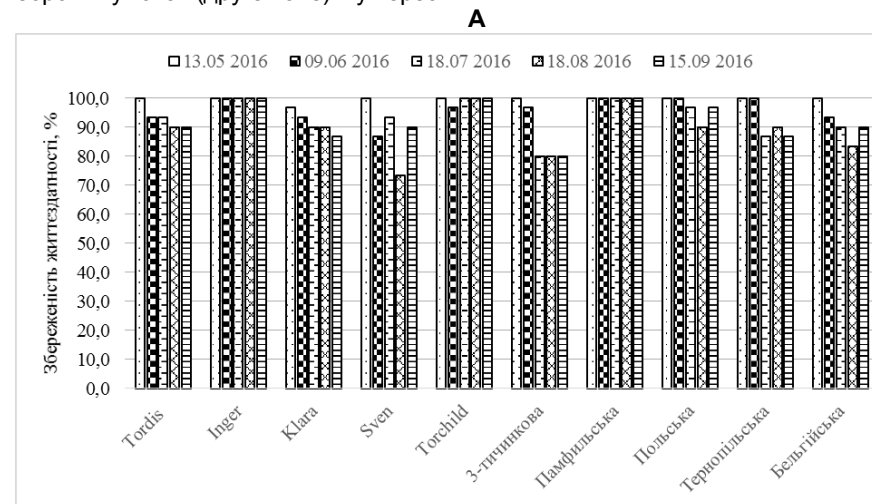 А
13.05 2016 09.06 2016 18.07 2016 18.08 2016 15.09 2016
Збереженість життєздатності, %
100,0
90,0
80,0
70,0
60,0
50,0
40,0
30,0
20,0
10,0
0,0
Tordis
Inger
Klara
Sven
Torchild
3-тичинкова
Памфильська
Польська
Тернопільська
Бельгійська